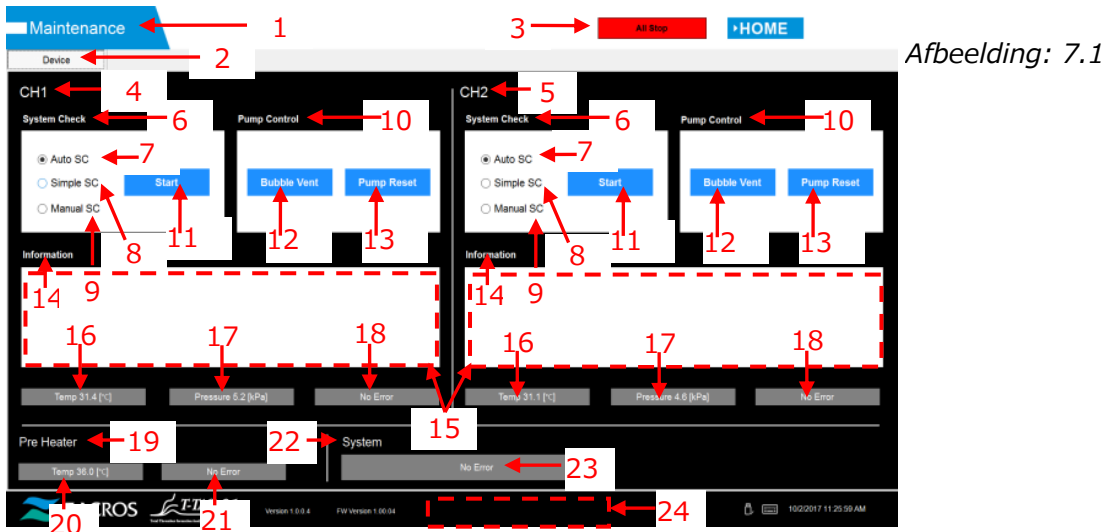 Maintenance 1 3 All Stop HOME
Device 2 Afbeelding: 7.1
CH1 4 CH2 5
System Check 6 Pump Control 10 System Check 6 Pump Control 10
Auto SC 7 Auto SC 7
Simple SC Start Bubble Vent Pump Reset Simple SC Start Bubble Vent Pump Reset
Manual SC Manual SC
8 11 12 13 8 11 12 13
Information Information
14 9 14 9
16 17 18 16 17 18
Temp 31.4 [℃] Pressure 5.2 [kPa] No Error Temp 31.1 [℃] Pressure 4.6 [kPa] No Error
15
Pre Heater 19 22 System
Temp 36.0 [℃] No Error No Error 23
20 21 Version 1.0.0.4 FW Version 1.00.04 24 10/2/2017 11:25:59 AM